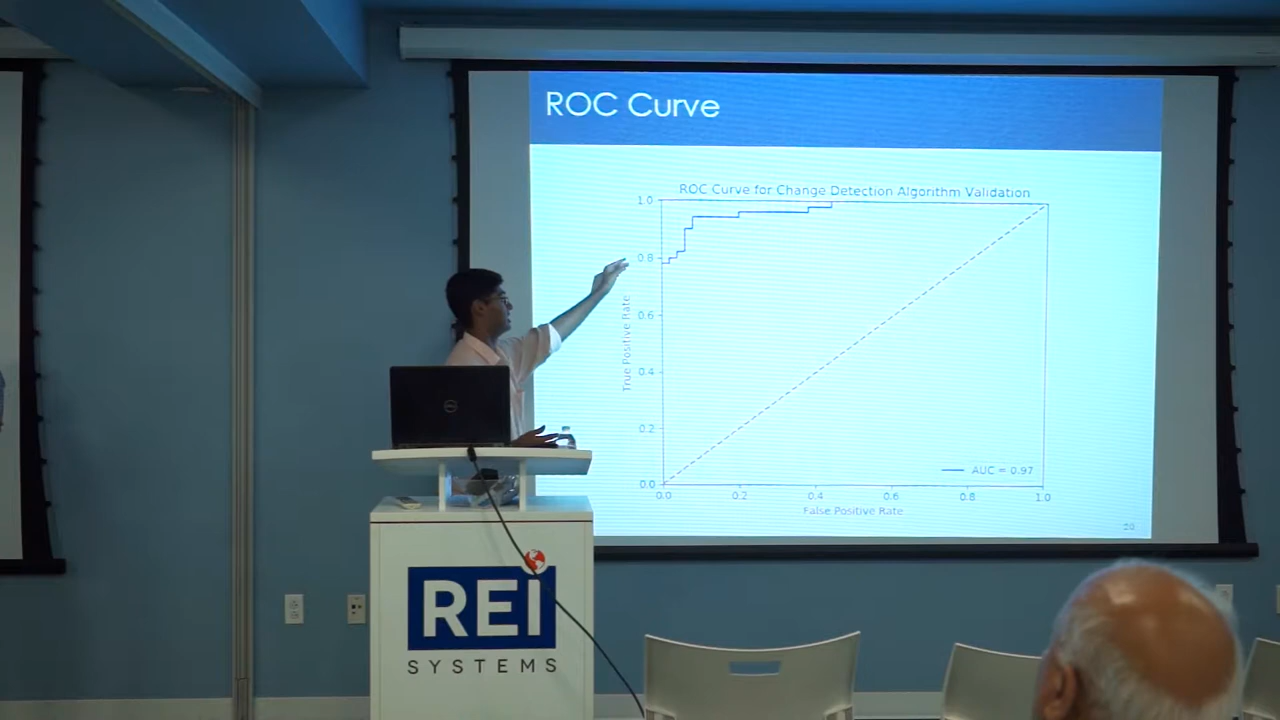 ROC Curve
ROC Curve for Change Detection Algorithm Validation
1.0
0.8
0.6
0.4
0.2
0.0
True Positive Rate
0.0 0.2 0.4 0.6 0.8 1.0
False Positive Rate
AUC = 0.97
20
DELL
REI
SYSTEMS